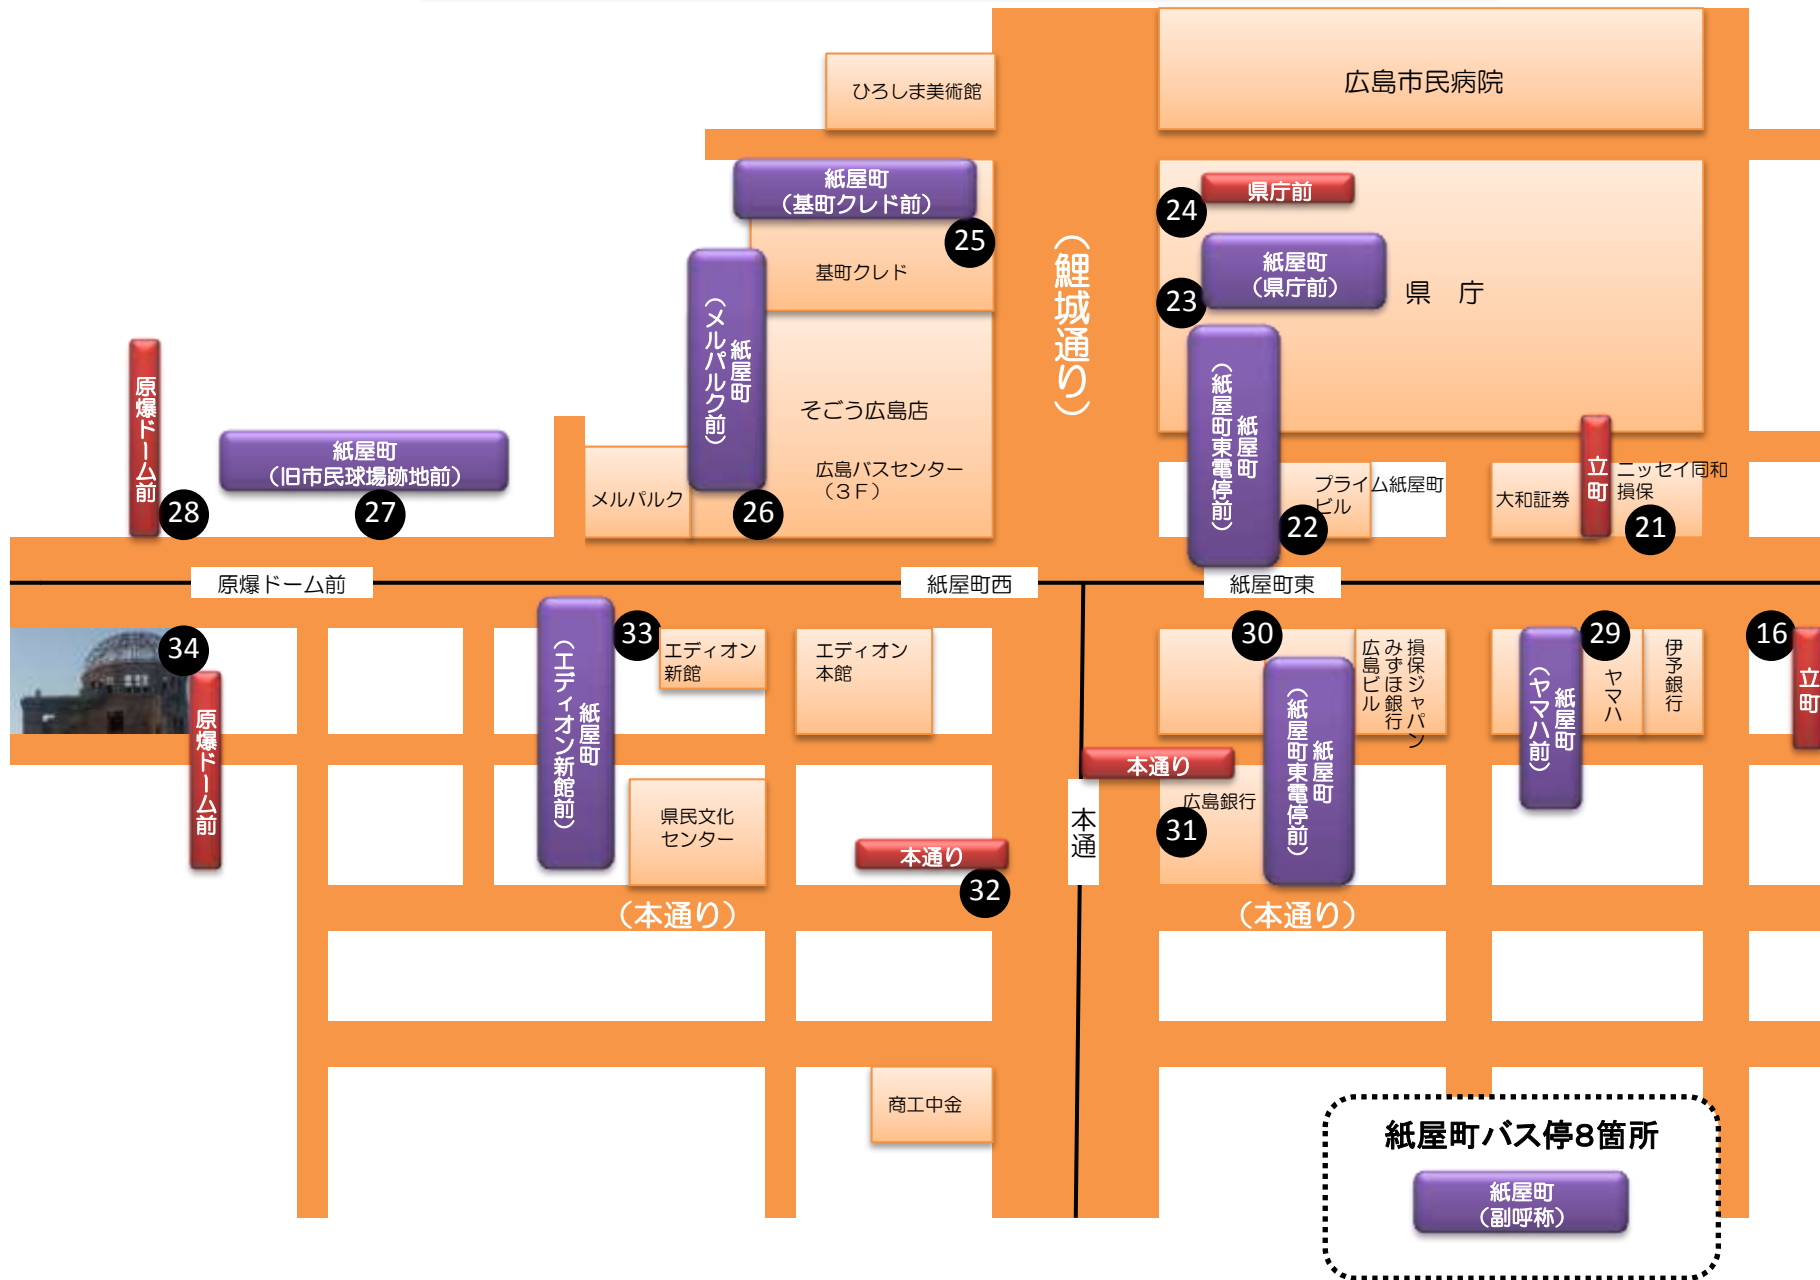 ひろしま美術館
広島市民病院
紙屋町
（基町クレド前）
25
基町クレド
24
県庁前
紙屋町
（県庁前）
23
県　庁
（鯉城通り）
紙屋町
（メルパルク前）
26
そごう広島店
広島バスセンター
（３Ｆ）
メルパルク
原爆ドーム前
28
紙屋町
（旧市民球場跡地前）
27
紙屋町
（紙屋町東電停前）
22
プライム紙屋町
ビル
大和証券
立町
ニッセイ同和
損保
21
原爆ドーム前
紙屋町西
紙屋町東
34
原爆ドーム前
紙屋町
（エディオン新館前）
33
エディオン
新館
エディオン
本館
30
損保ジャパン
みずほ銀行
広島ビル
紙屋町
（紙屋町東電停前）
紙屋町
（ヤマハ前）
29
ヤマハ
伊予銀行
16
立町
本通り
広島銀行
31
本通
県民文化
センター
本通り
32
（本通り）
（本通り）
商工中金
紙屋町バス停8箇所
紙屋町
（副呼称）